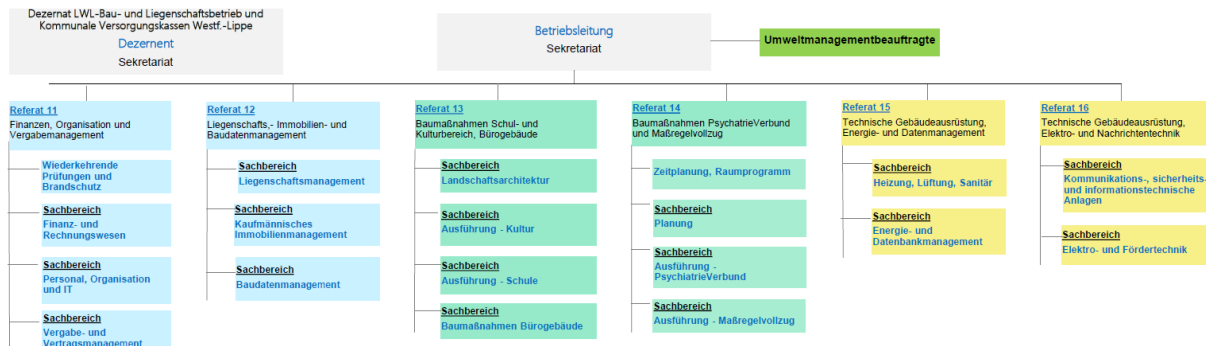 Dezernat LWL-Bau- und Liegenschaftsbetrieb und
Kommunale Versorgungskassen Westf.-Lippe
Dezernent
Sekretariat
Betriebsleitung
Sekretariat
Umweltmanagementbeauftragte
Referat 11
Finanzen, Organisation und
Vergabemanagement
Wiederkehrende
Prüfungen und
Brandschutz
Sachbereich
Finanz- und
Rechnungswesen
Sachbereich
Personal, Organisation
und IT
Sachbereich
Vergabe- und
Vertragsmanagement
Referat 12
Liegenschafts,- Immobilien- und
Baudatenmanagement
Sachbereich
Liegenschaftsmanagement
Sachbereich
Kaufmännisches
Immobilienmanagement
Sachbereich
Baudatenmanagement
Referat 13
Baumaßnahmen Schul- und
Kulturbereich, Bürogebäude
Sachbereich
Landschaftsarchitektur
Sachbereich
Ausführung - Kultur
Sachbereich
Ausführung - Schule
Sachbereich
Baumaßnahmen Bürogebäude
Referat 14
Baumaßnahmen PsychatrieVerbund
und Maßregelvollzug
Zeitplanung, Raumprogramm
Sachbereich
Planung
Sachbereich
Ausführung -
PsychatrieVerbund
Sachbereich
Ausführung - Maßregelvollzug
Referat 15
Technische Gebäudeausrüstung,
Energie- und Datenmanagement
Sachbereich
Heizung, Lüftung, Sanitär
Sachbereich
Energie- und
Datenbankmanagement
Referat 16
Technische Gebäudeausrüstung,
Elektro- und Nachrichtentechnik
Sachbereich
Kommunikations-, sicherheits-
und informationstechnische
Anlagen
Sachbereich
Elektro- und Fördertechnik